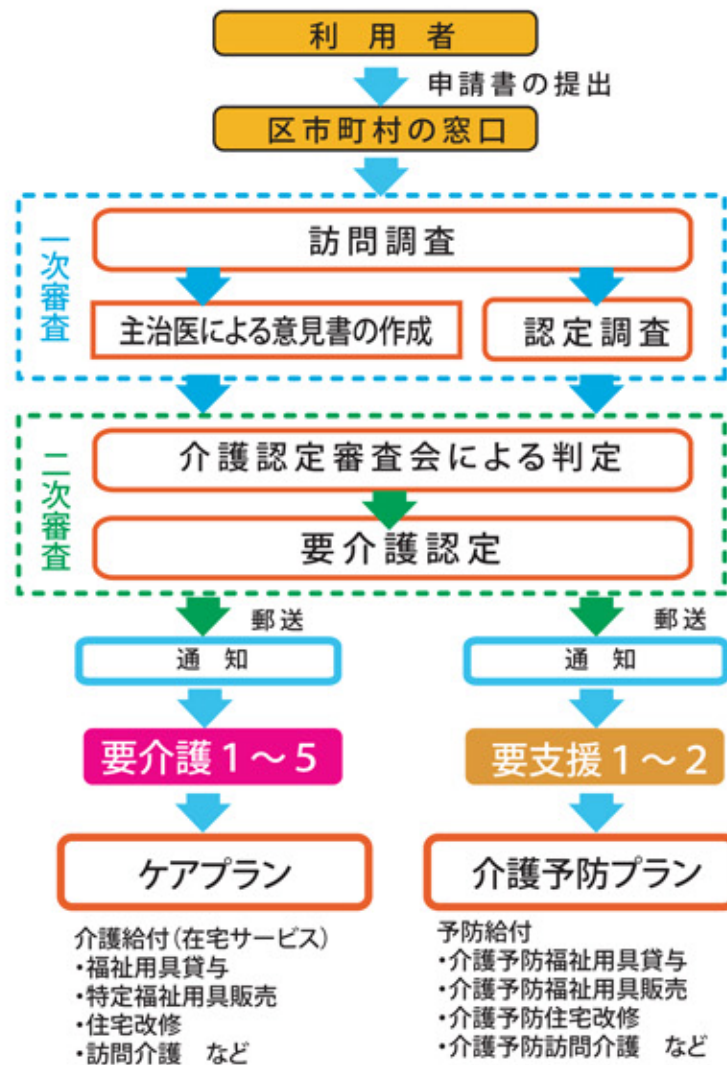 利用者
申請書の提出
区市町村の窓口
一次審査
訪問調査
主治医による意見書の作成
認定調査
二次審査
介護認定審査会による判定
要介護認定
郵送
郵送
通知
通知
要介護1～5
要支援1～2
ケアプラン
介護予防プラン
介護給付(在宅サービス)
・福祉用具貸与
・特定福祉用具販売
・住宅改修
・訪問介護 など
予防給付
・介護予防福祉用具貸与
・介護予防福祉用具販売
・介護予防住宅改修
・介護予防訪問介護 など